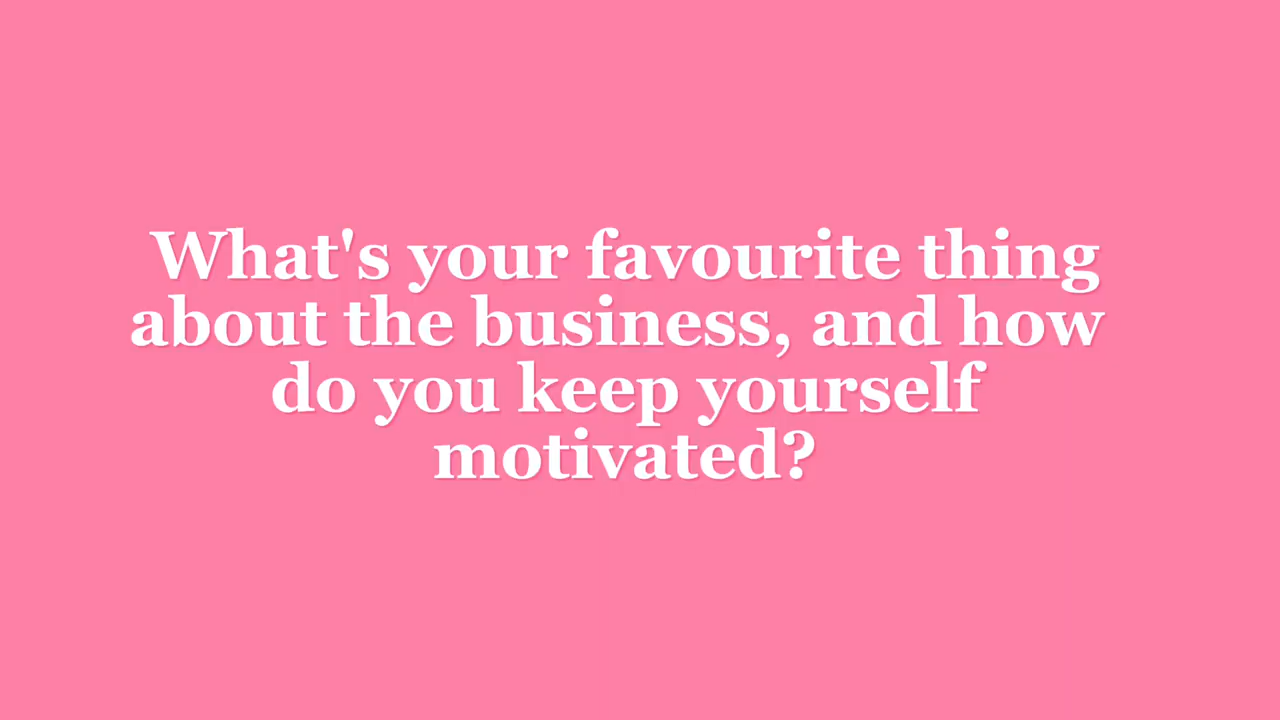 What's your favourite thing
about the business, and how
do you keep yourself
motivated?